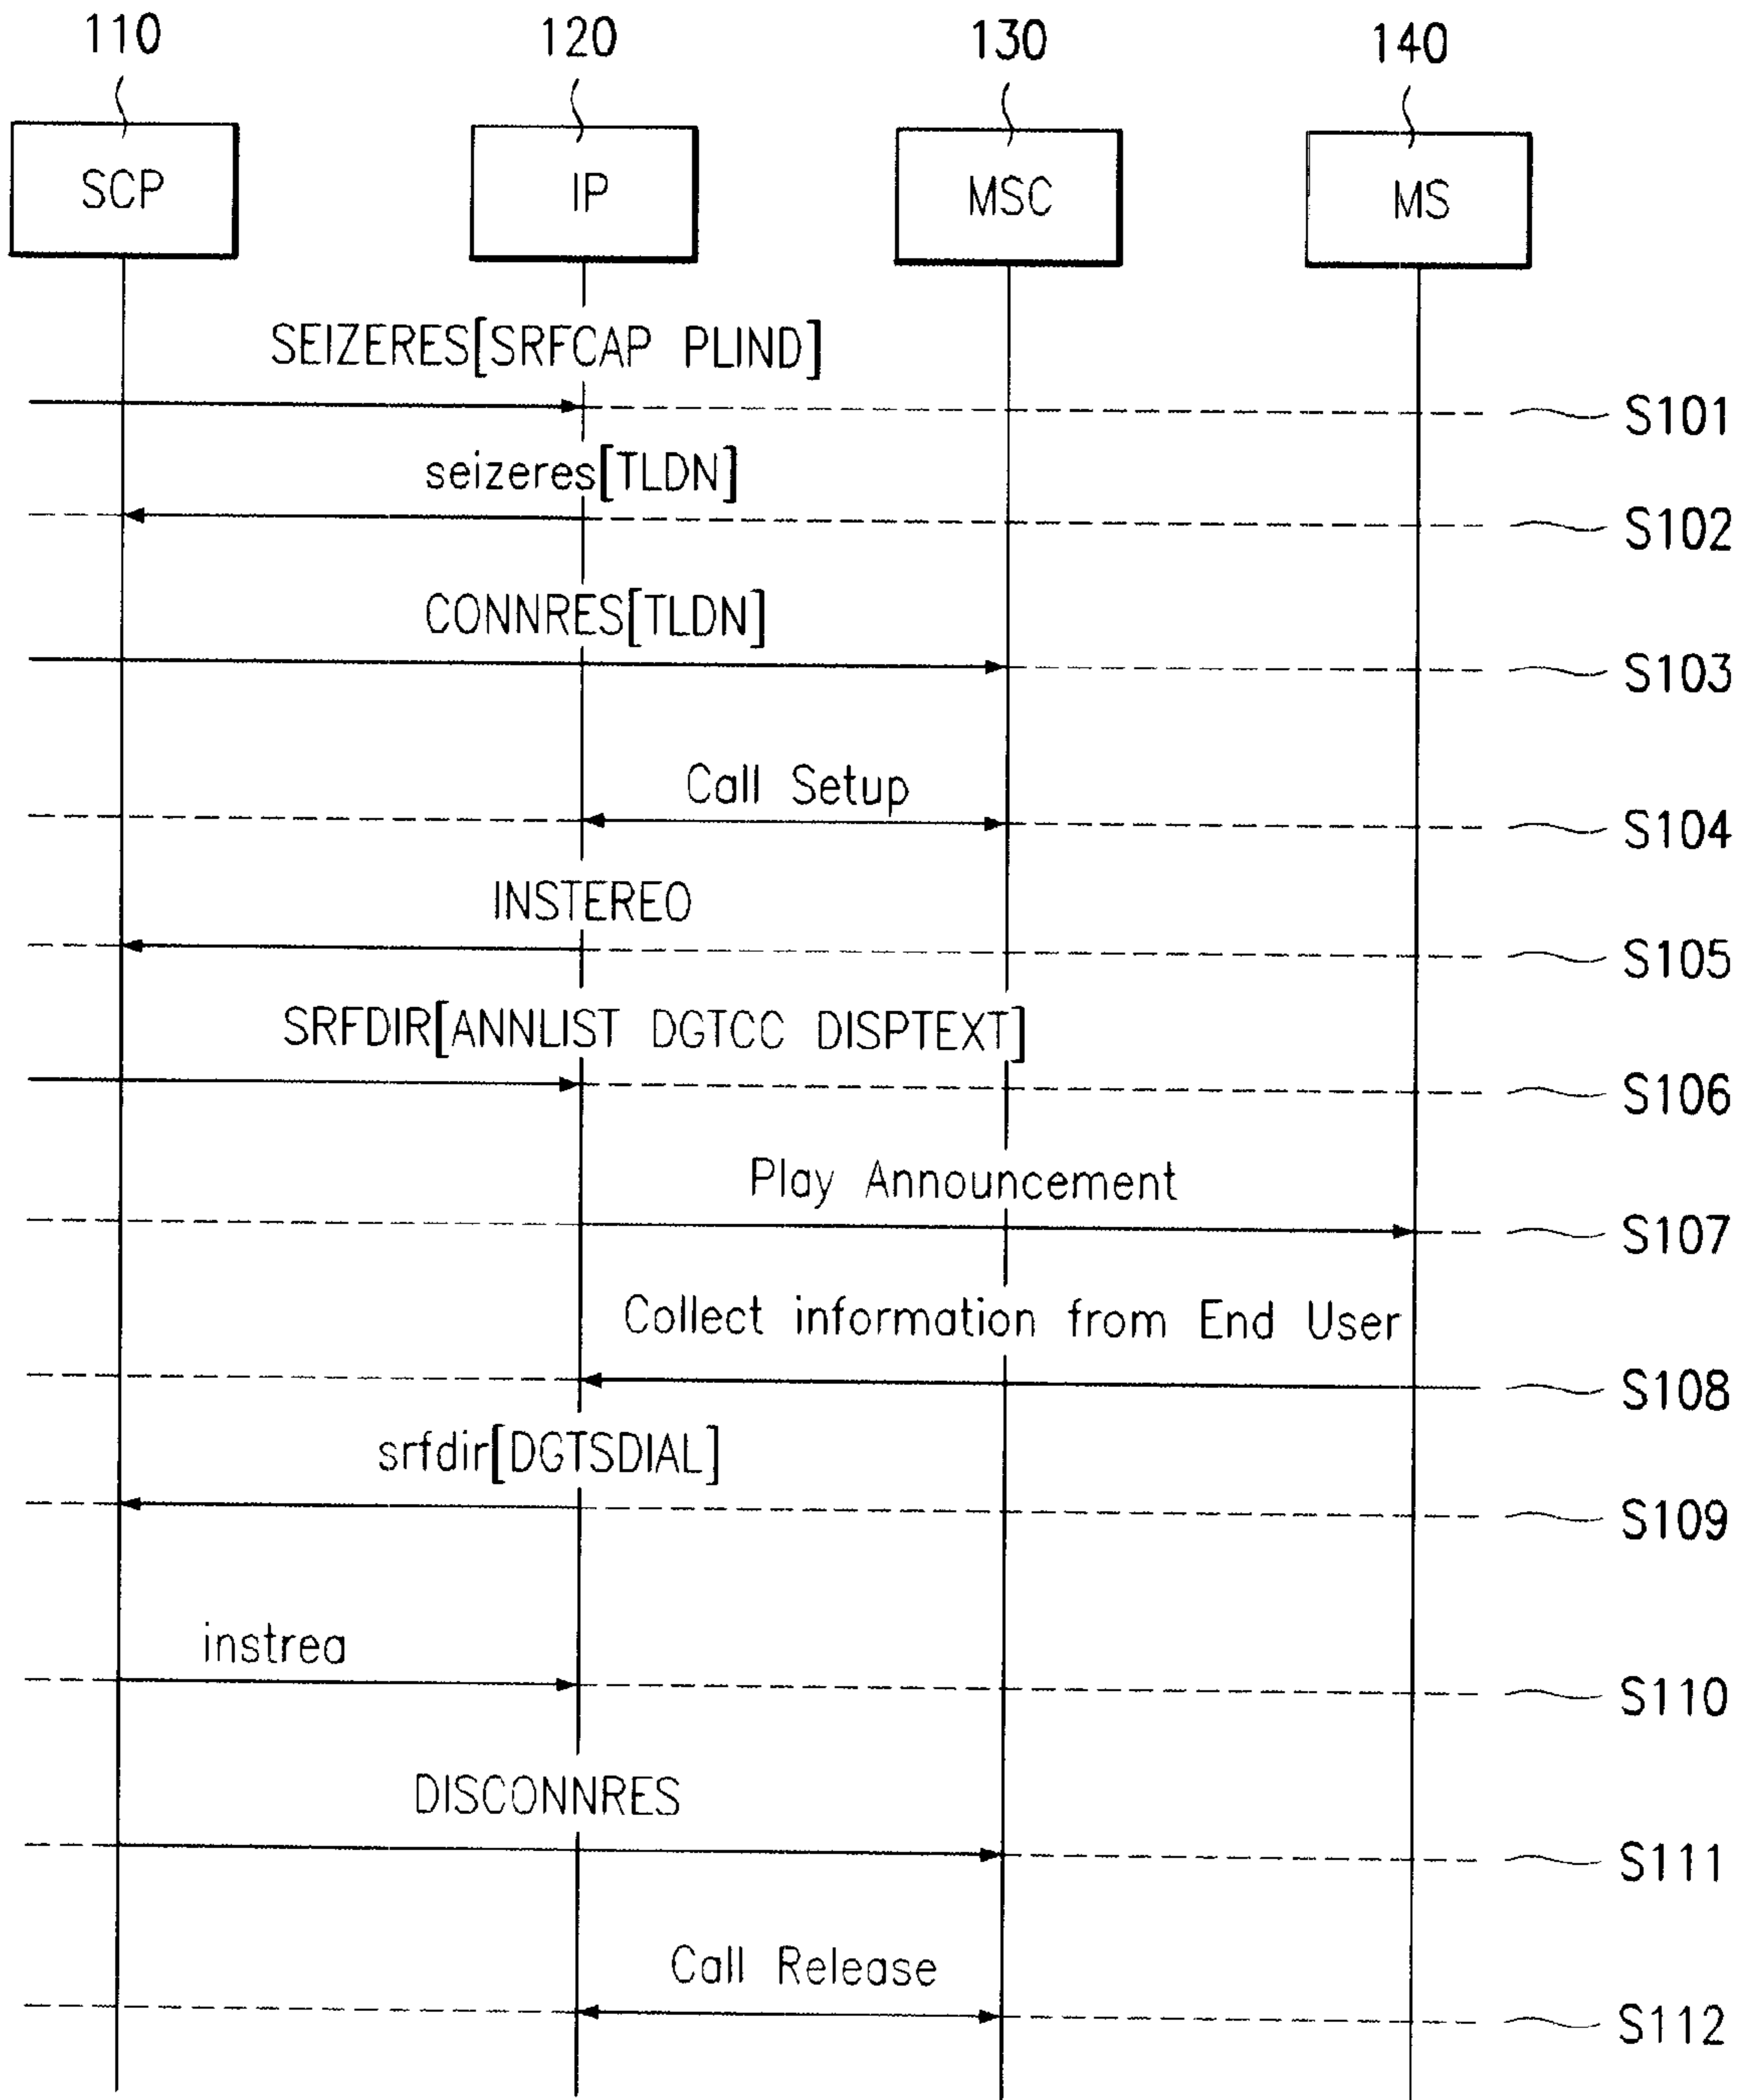 110 120 130 140
SCP IP MSC MS
SEIZERES[SRFCAP PLIND]
S101
seizeres[TLDN]
S102
CONNRES[TLDN]
S103
Call Setup
S104
INSTEREO
S105
SRFDIR[ANNLIST DGTCC DISPTEXT]
S106
Play Announcement
S107
Collect information from End User
S108
srfdir[DGTSDIAL]
S109
instrea
S110
DISCONNRES
S111
Call Release
S112